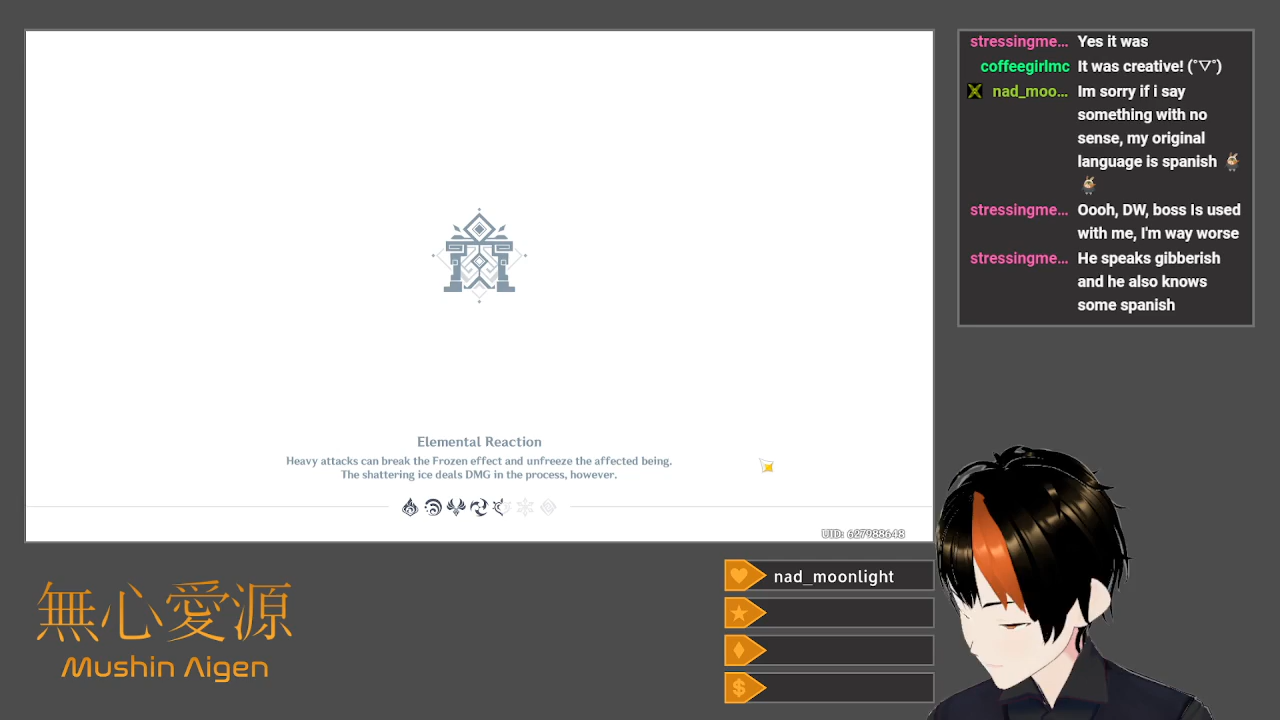 stressingme... Yes it was
coffeegirlmc It was creative! (˚▽˚)
nad_moo... Im sorry if i say
something with no
sense, my original
language is spanish
stressingme... Oooh, DW, boss Is used
with me, I'm way worse
stressingme... He speaks gibberish
and he also knows
some spanish
Elemental Reaction
Heavy attacks can break the Frozen effect and unfreeze the affected being.
The shattering ice deals DMG in the process, however.
UID: 627988648
無心愛源
Mushin Aigen
nad_moonlight
$